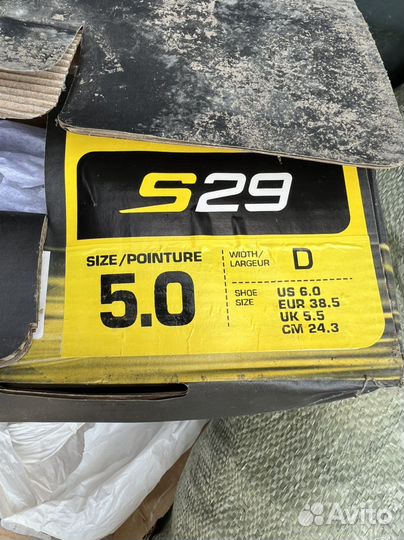 S29
SIZE/POINTURE
5.0
WIDTH/
LARGEUR
D
SHOE
SIZE
US 6.0
EUR 38.5
UK 5.5
CM 24.3
Avito